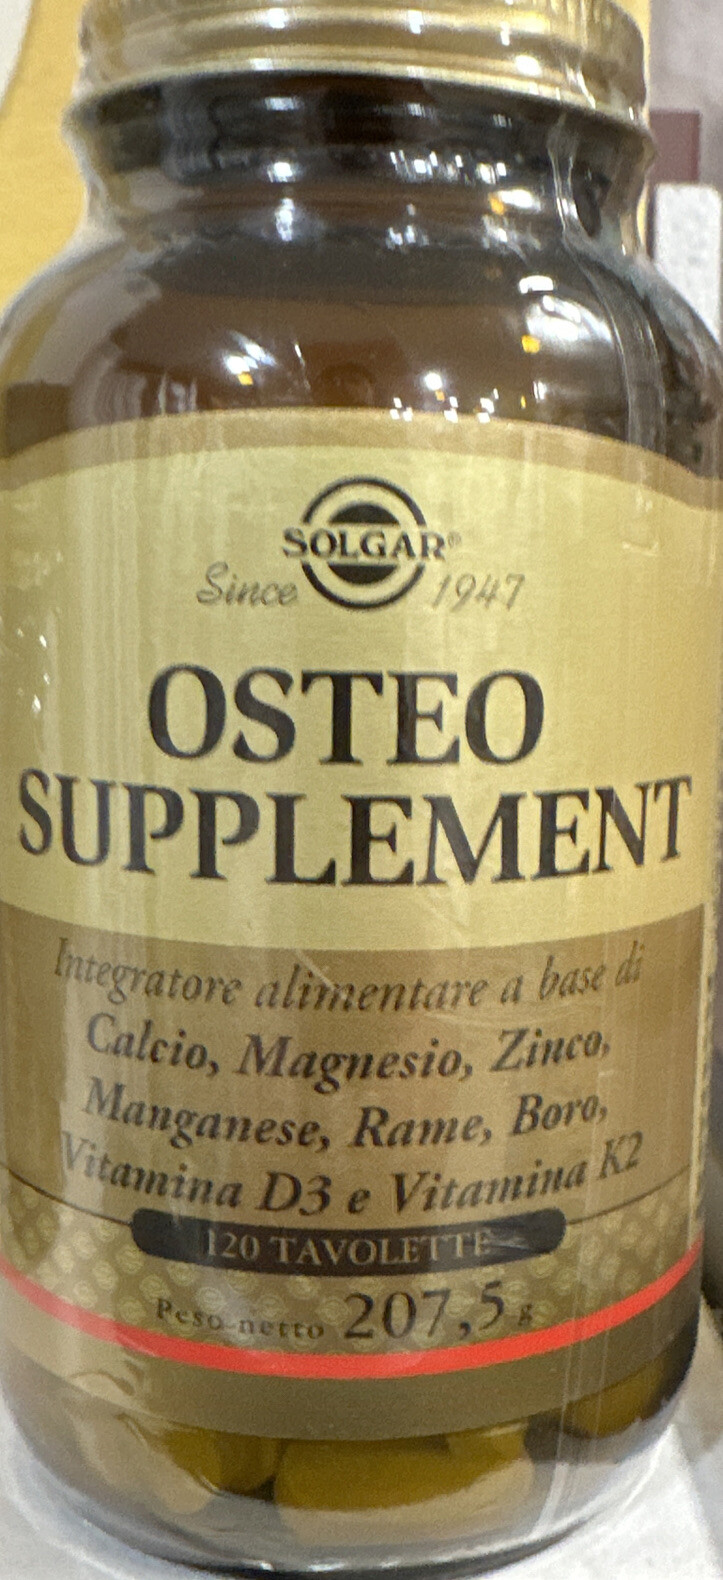 SOLGAR®
Since 1947
OSTEO
SUPPLEMENT
Integratore alimentare a base di
Calcio, Magnesio, Zinco,
Manganese, Rame, Boro,
Vitamina D3 e Vitamina K2
120 TAVOLETTE
Peso netto 207,5 g